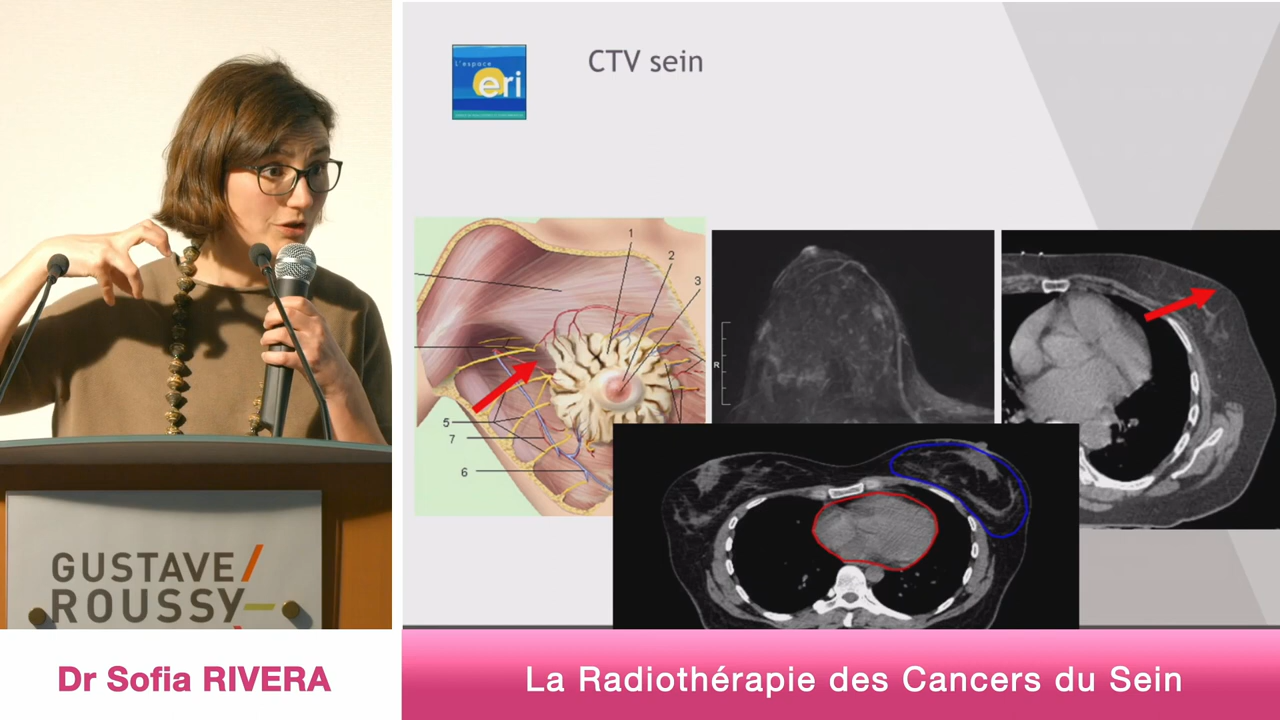 CTV sein
L'espace
eri
1
2
3
5
7
6
R
GUSTAVE/
ROUSSY
Dr Sofia RIVERA
La Radiothérapie des Cancers du Sein